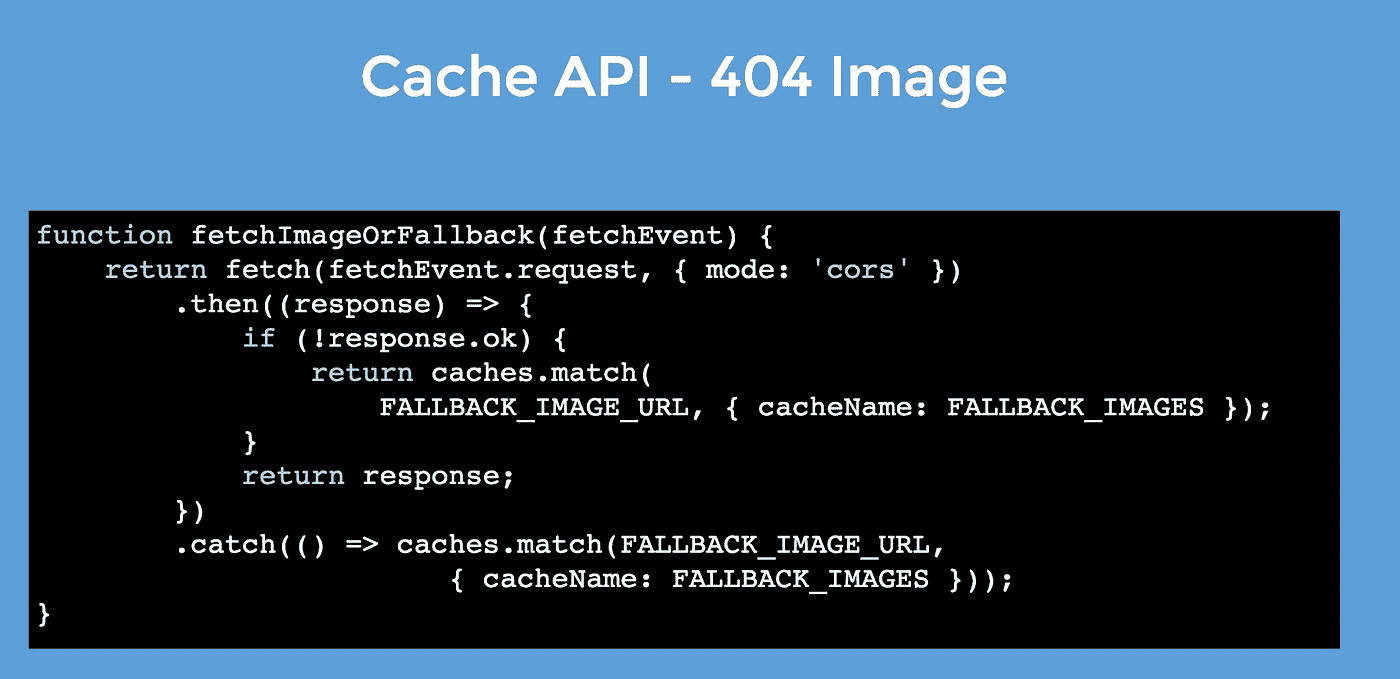 Cache API - 404 Image
function fetchImageOrFallback(fetchEvent) {
    return fetch(fetchEvent.request, { mode: 'cors' })
        .then((response) => {
            if (!response.ok) {
                return caches.match(
                    FALLBACK_IMAGE_URL, { cacheName: FALLBACK_IMAGES });
            }
            return response;
        })
        .catch(() => caches.match(FALLBACK_IMAGE_URL,
                        { cacheName: FALLBACK_IMAGES }));
}